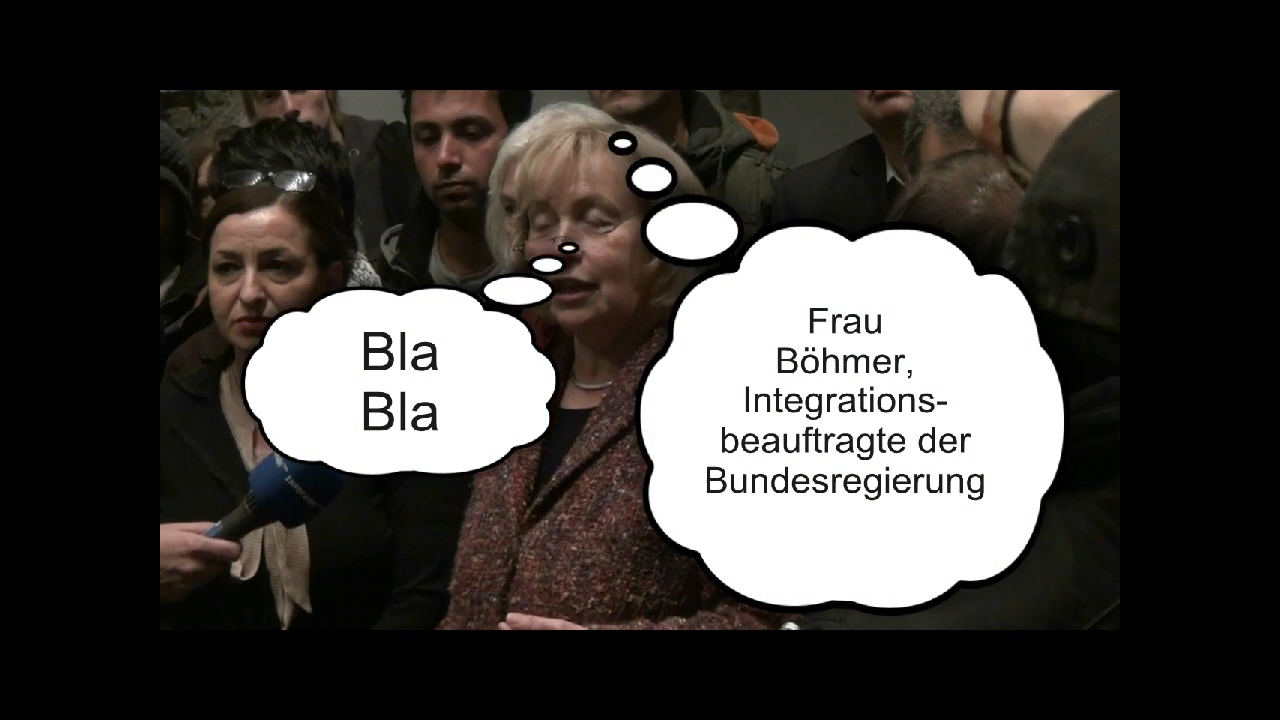 Bla
Bla
Frau
Böhmer,
Integrations-
beauftragte der
Bundesregierung